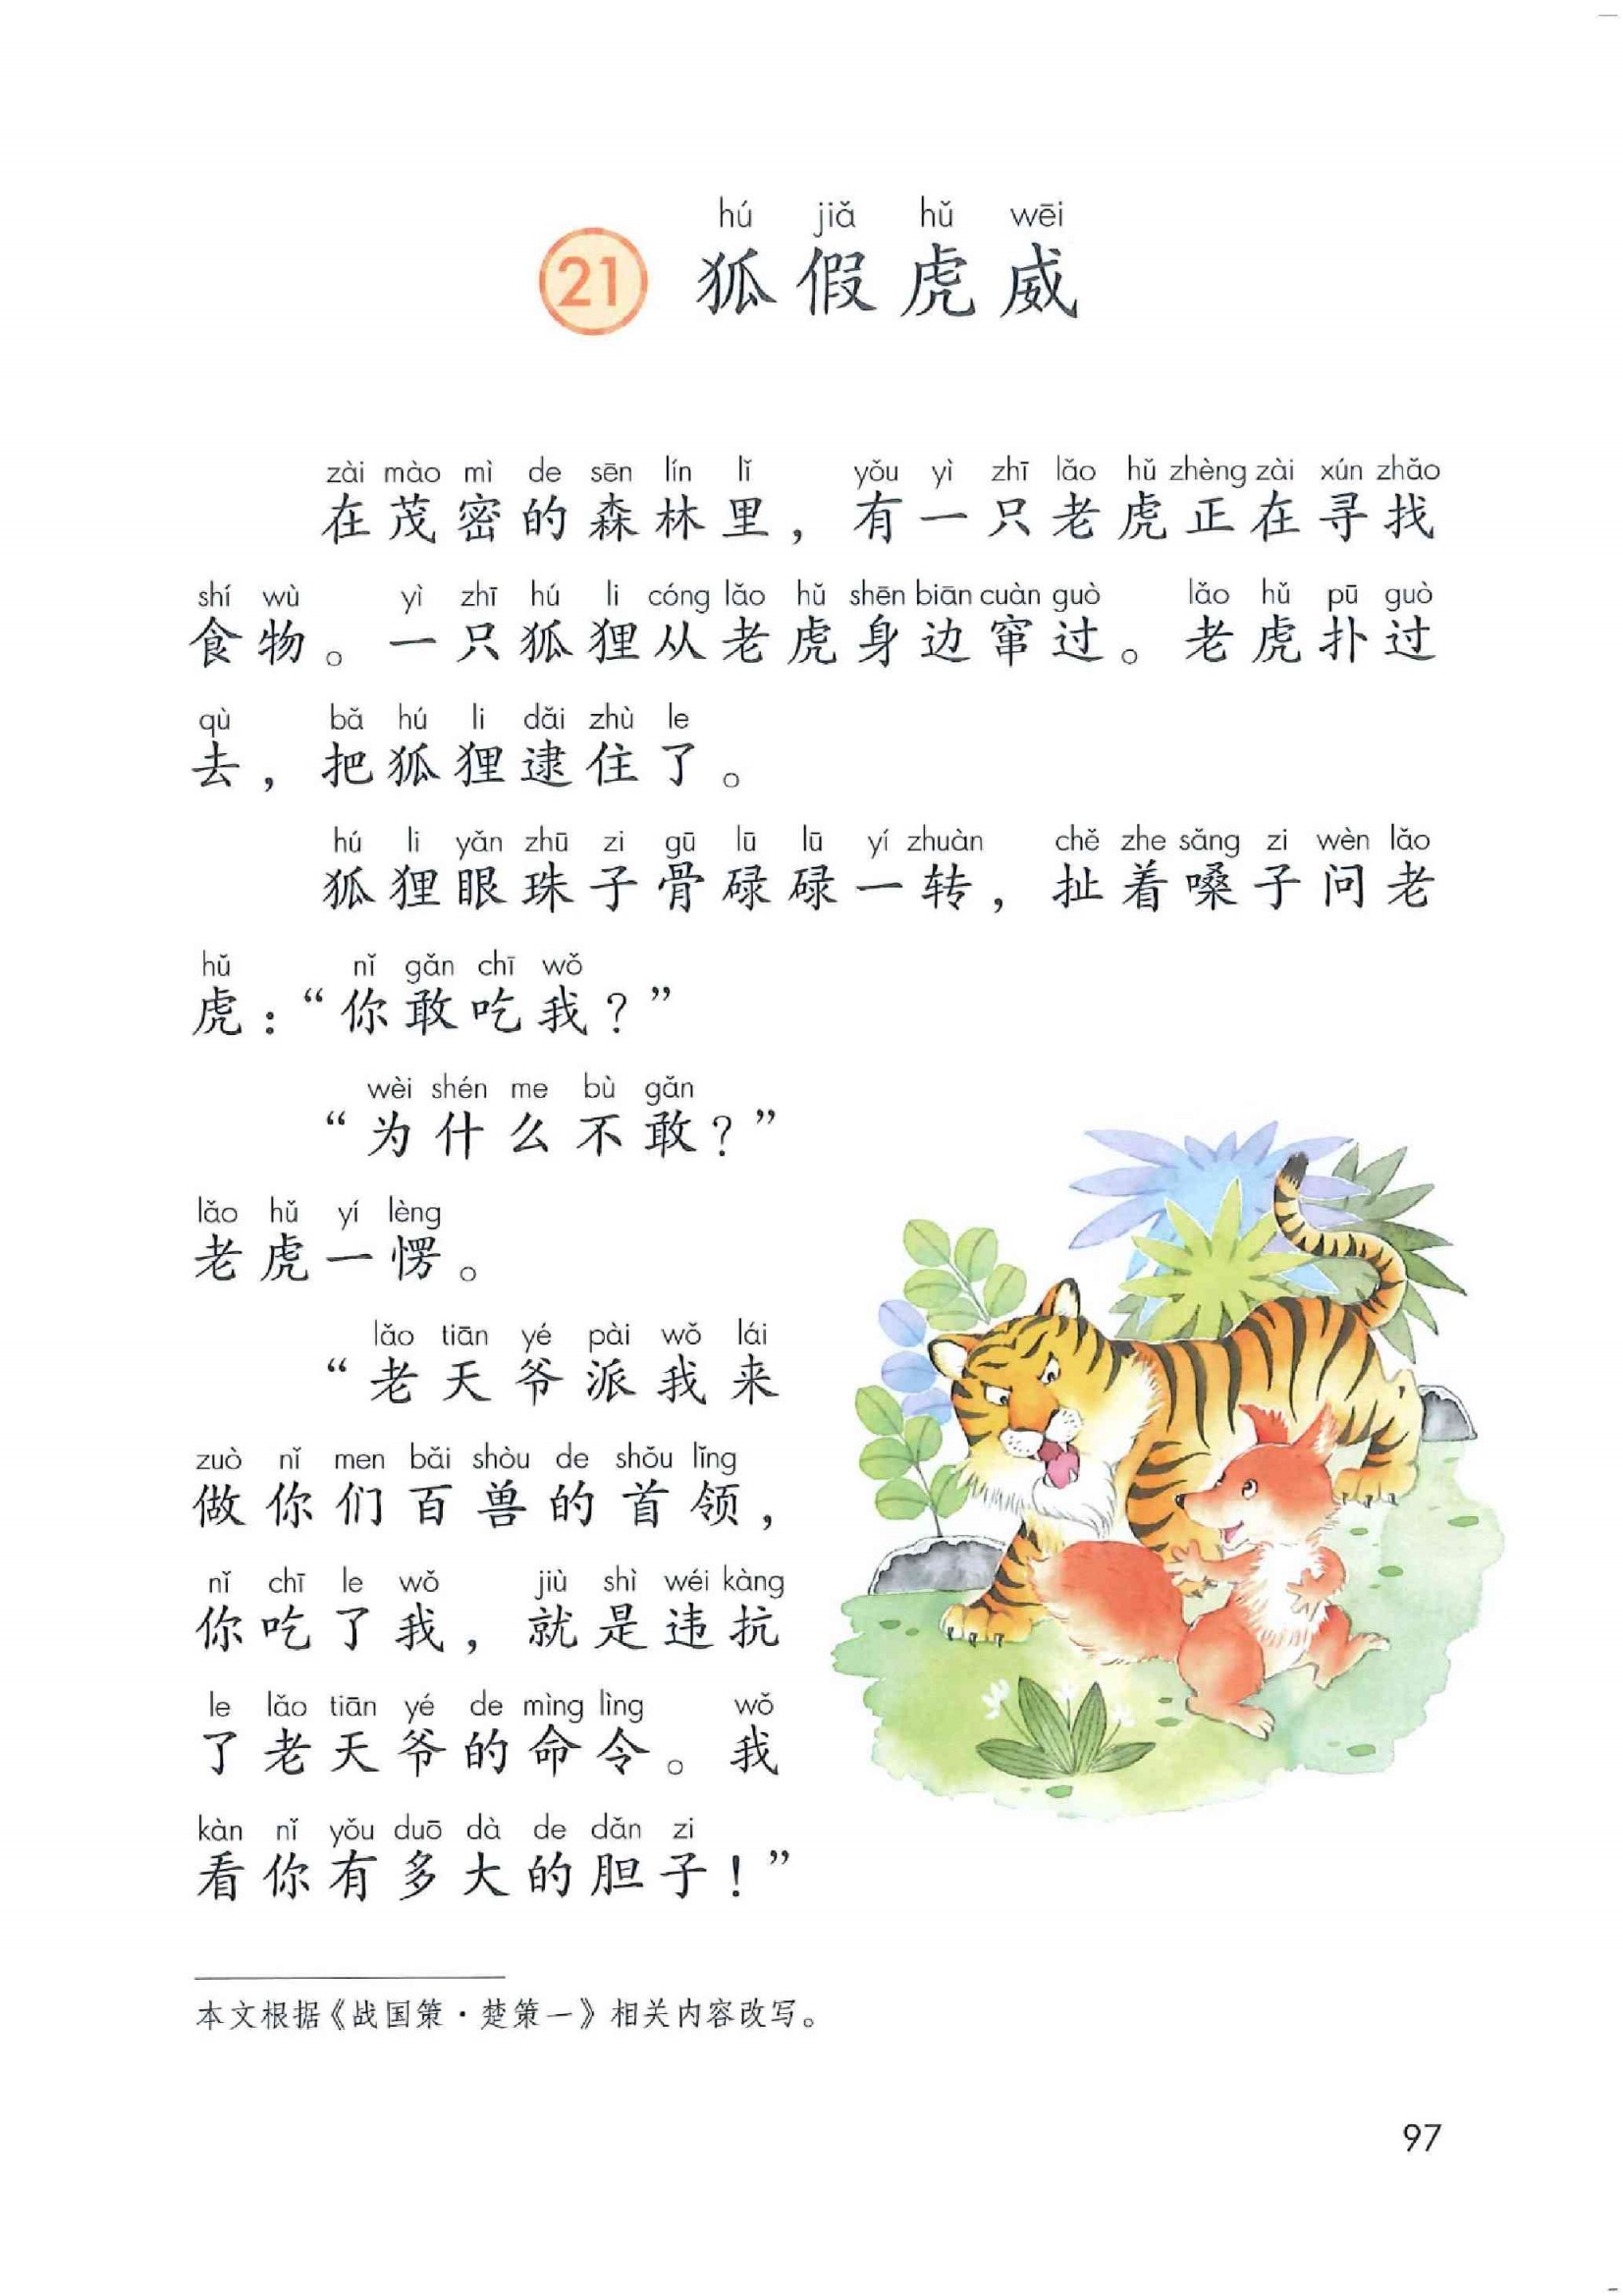 hú jiǎ hǔ wēi
21 狐假虎威
zài mào mì de sēn lín lǐ yǒu yì zhī lǎo hǔ zhèng zài xún zhǎo
在茂密的森林里，有一只老虎正在寻找
shí wù yì zhī hú li cóng lǎo hǔ shēn biān cuàn guò lǎo hǔ pū guò
食物。一只狐狸从老虎身边窜过。老虎扑过
qù bǎ hú li dǎi zhù le
去，把狐狸逮住了。
hú li yǎn zhū zi gū lū lū yí zhuàn chě zhe sǎng zi wèn lǎo
狐狸眼珠子骨碌碌一转，扯着嗓子问老
hǔ nǐ gǎn chī wǒ
虎：“你敢吃我？”
wèi shén me bù gǎn
“为什么不敢？”
lǎo hǔ yí lèng
老虎一愣。
lǎo tiān yé pài wǒ lái
“老天爷派我来
zuò nǐ men bǎi shòu de shǒu lǐng
做你们百兽的首领，
nǐ chī le wǒ jiù shì wéi kàng
你吃了我，就是违抗
le lǎo tiān yé de mìng lìng wǒ
了老天爷的命令。我
kàn nǐ yǒu duō dà de dǎn zi
看你有多大的胆子！”
本文根据《战国策·楚策一》相关内容改写。
97